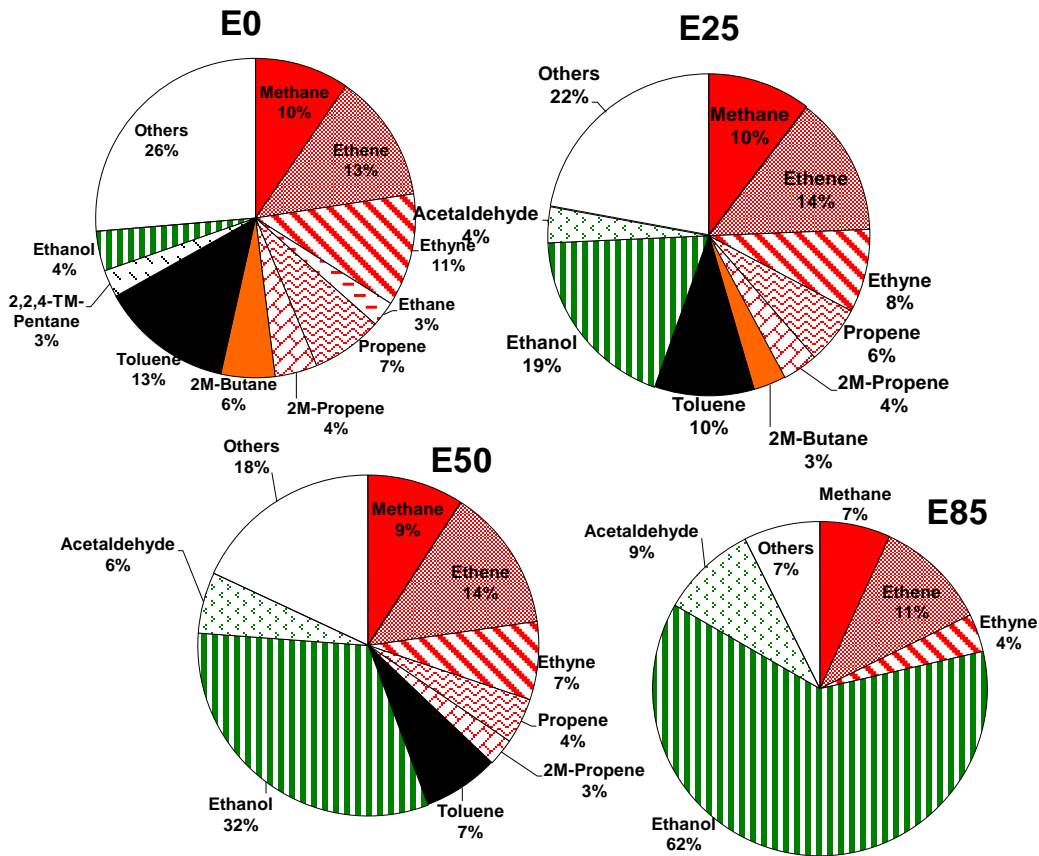 E0
Methane
10%
Ethene
13%
Ethyne
11%
Ethane
3%
Propene
7%
2M-Propene
4%
2M-Butane
6%
Toluene
13%
2,2,4-TM-
Pentane
3%
Ethanol
4%
Others
26%
E25
Methane
10%
Ethene
14%
Ethyne
8%
Propene
6%
2M-Propene
4%
2M-Butane
3%
Toluene
10%
Ethanol
19%
Acetaldehyde
4%
Others
22%
E50
Methane
9%
Ethene
14%
Ethyne
7%
Propene
4%
2M-Propene
3%
Toluene
7%
Ethanol
32%
Acetaldehyde
6%
Others
18%
E85
Methane
7%
Ethene
11%
Ethyne
4%
Ethanol
62%
Acetaldehyde
9%
Others
7%